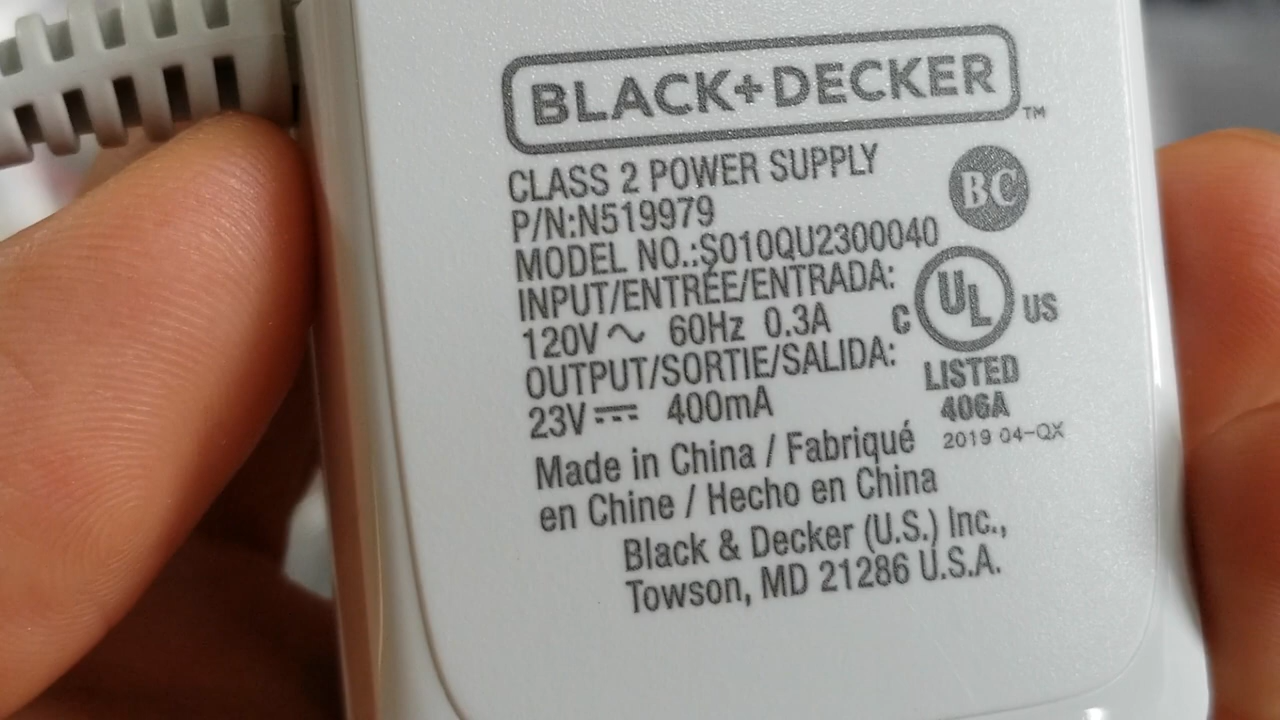 BLACK+DECKER™
CLASS 2 POWER SUPPLY
BC
P/N:N519979
MODEL NO.:S010QU2300040
INPUT/ENTRÉE/ENTRADA:
120V～ 60Hz 0.3A
C UL US
OUTPUT/SORTIE/SALIDA:
LISTED
23V⎓ 400mA
406A
2019 04-QX
Made in China / Fabriqué
en Chine / Hecho en China
Black & Decker (U.S.) Inc.,
Towson, MD 21286 U.S.A.